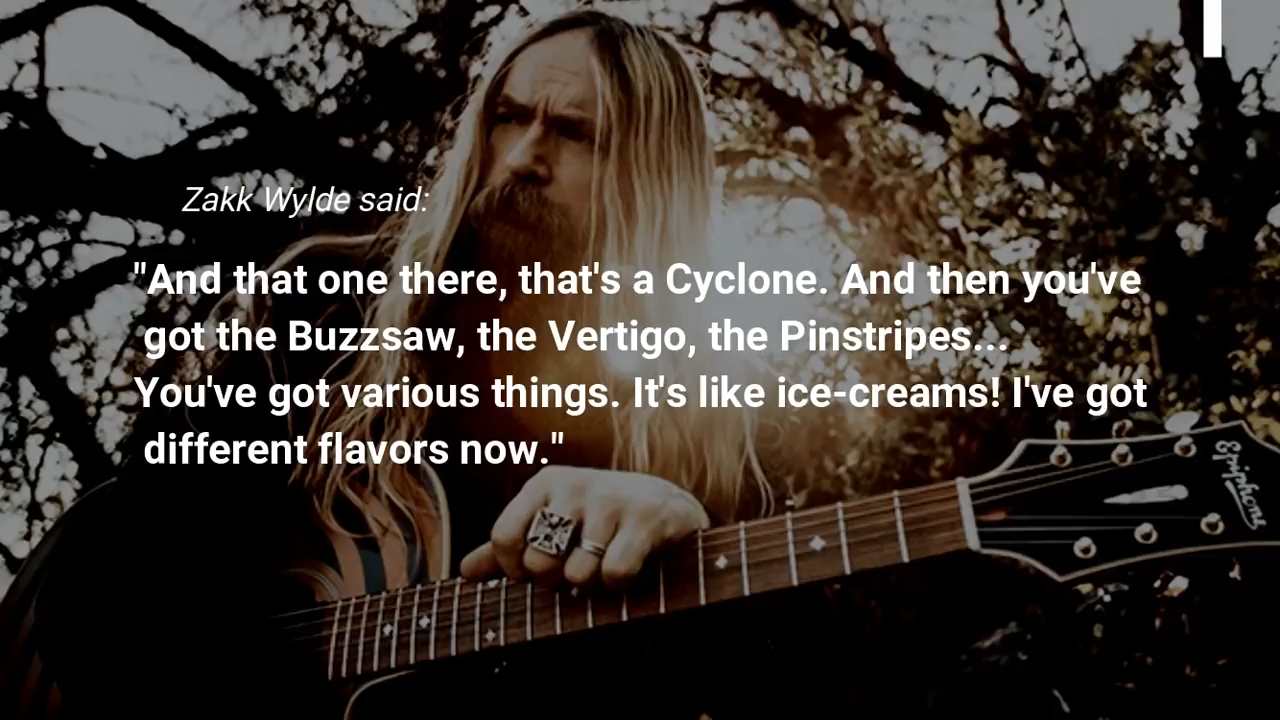 Zakk Wylde said:
"And that one there, that's a Cyclone. And then you've
got the Buzzsaw, the Vertigo, the Pinstripes...
You've got various things. It's like ice-creams! I've got
different flavors now."
Epiphone